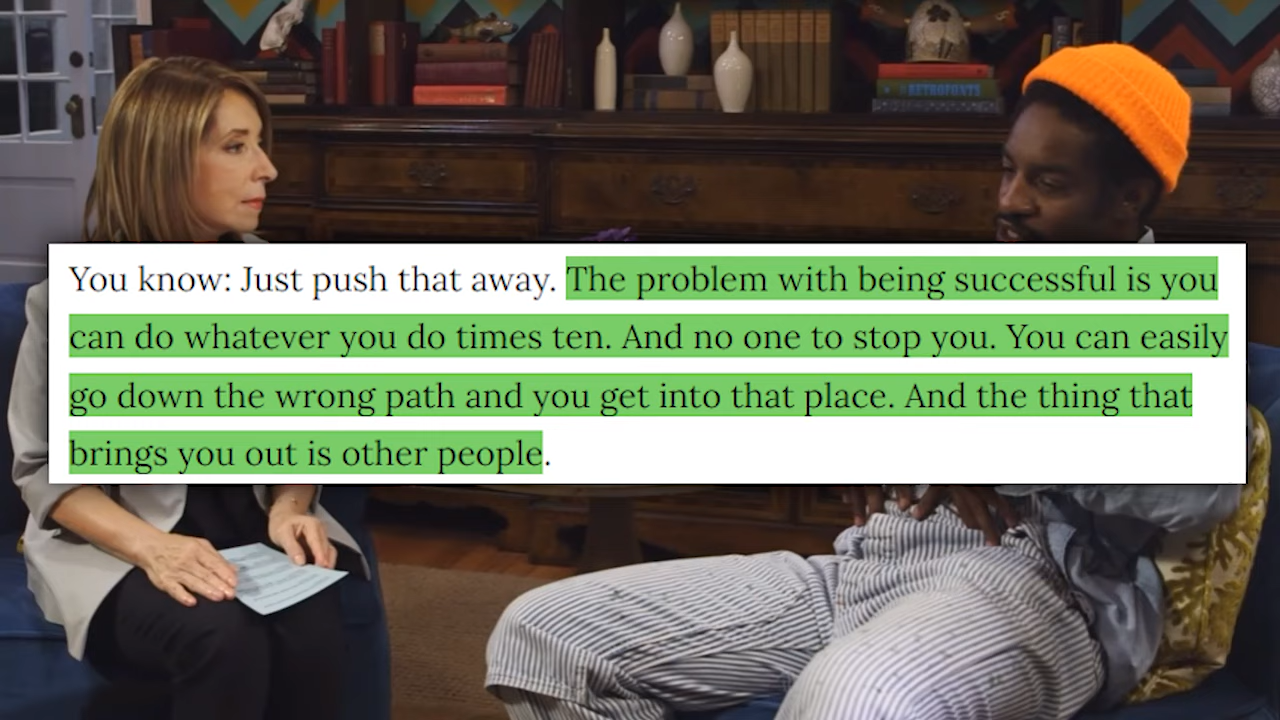 RETROFONTS
You know: Just push that away. The problem with being successful is you
can do whatever you do times ten. And no one to stop you. You can easily
go down the wrong path and you get into that place. And the thing that
brings you out is other people.